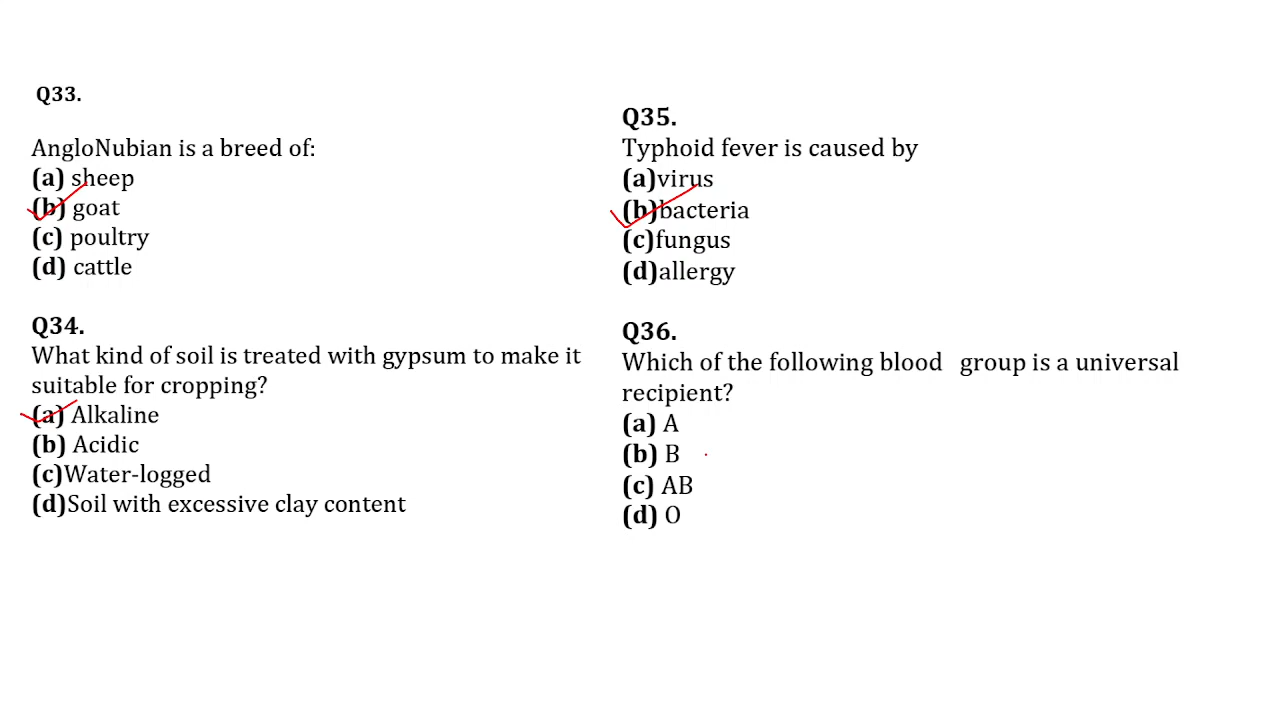 Q33.
AngloNubian is a breed of:
(a) sheep
(b) goat
(c) poultry
(d) cattle
Q34.
What kind of soil is treated with gypsum to make it
suitable for cropping?
(a) Alkaline
(b) Acidic
(c)Water-logged
(d)Soil with excessive clay content
Q35.
Typhoid fever is caused by
(a)virus
(b)bacteria
(c)fungus
(d)allergy
Q36.
Which of the following blood group is a universal
recipient?
(a) A
(b) B
(c) AB
(d) O